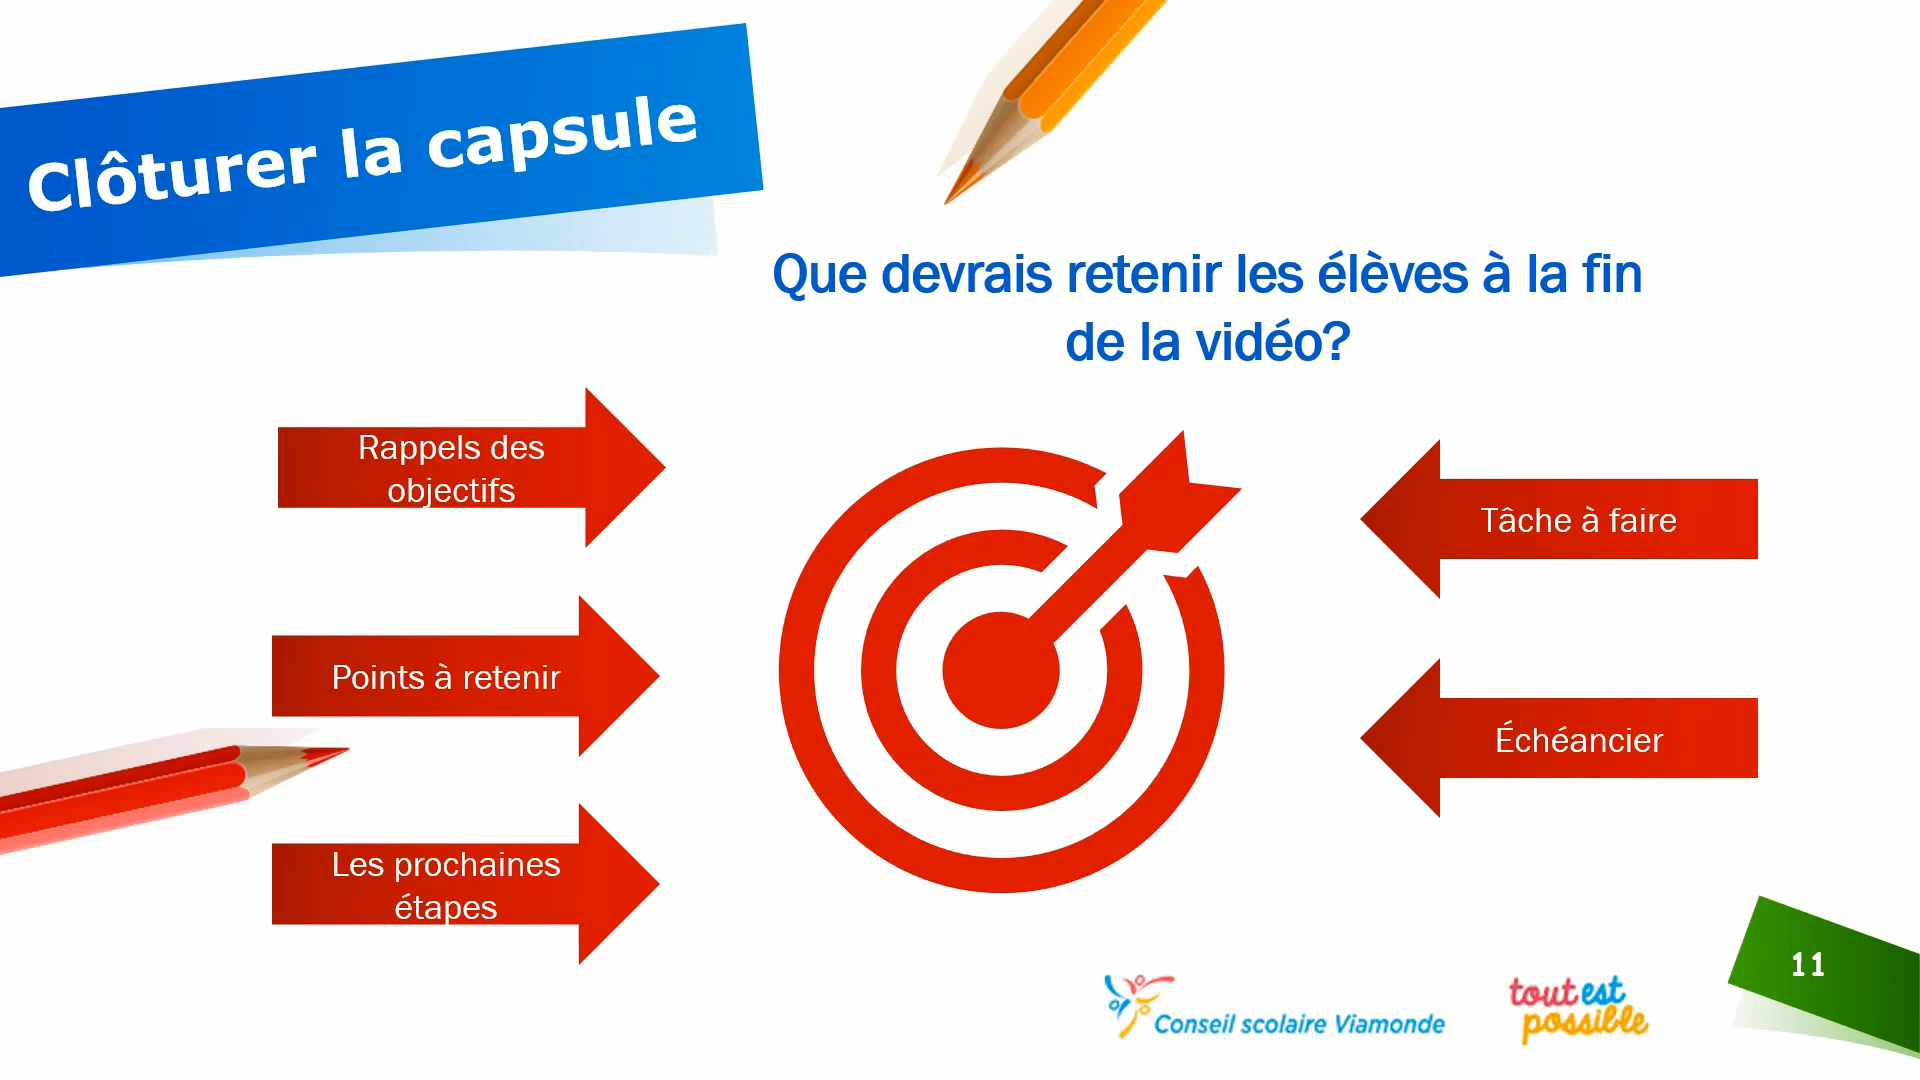 Clôturer la capsule
Que devrais retenir les élèves à la fin
de la vidéo?
Rappels des
objectifs
Points à retenir
Les prochaines
étapes
Tâche à faire
Échéancier
Conseil scolaire Viamonde
tout est
possible
11